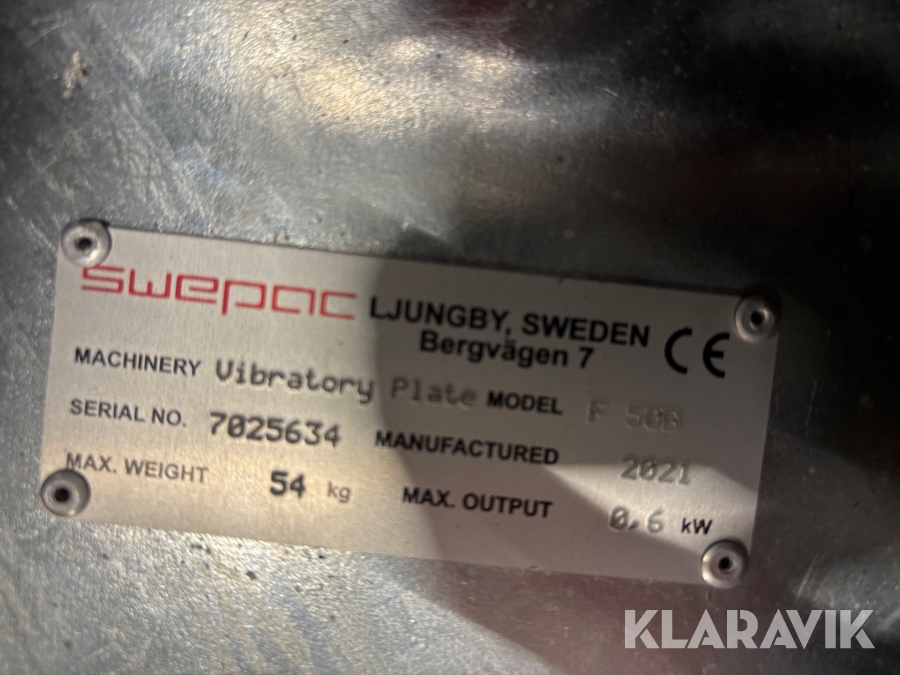 swepac LJUNGBY, SWEDEN
Bergvägen 7 CE
MACHINERY Vibratory Plate MODEL F 50B
SERIAL NO. 7025634 MANUFACTURED 2021
MAX. WEIGHT 54 kg MAX. OUTPUT 0,6 kW
KLARAVIK